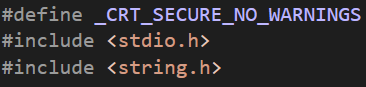 #define _CRT_SECURE_NO_WARNINGS
#include <stdio.h>
#include <string.h>